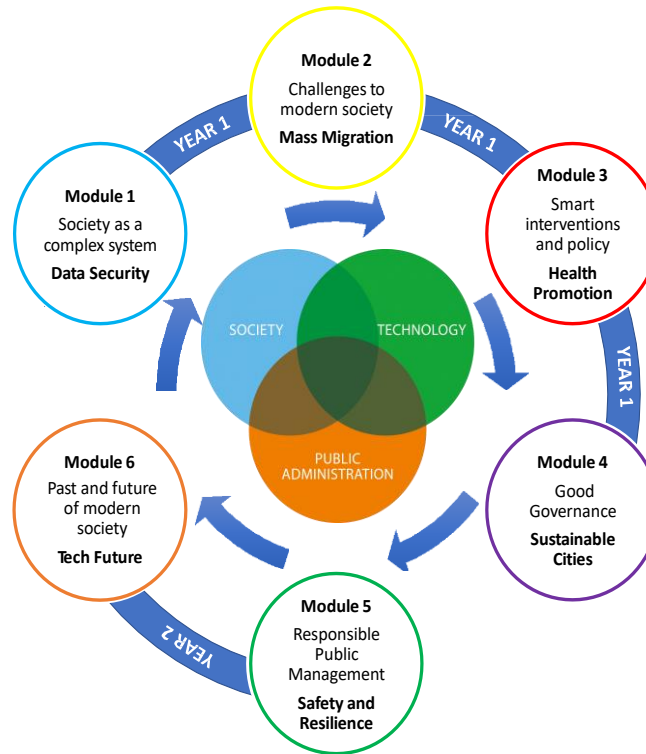 Module 2
Challenges to
modern society
Mass Migration
YEAR 1
YEAR 1
Module 1
Society as a
complex system
Data Security
Module 3
Smart
interventions
and policy
Health
Promotion
SOCIETY
TECHNOLOGY
PUBLIC
ADMINISTRATION
YEAR 1
Module 6
Past and future
of modern
society
Tech Future
Module 4
Good
Governance
Sustainable
Cities
Module 5
Responsible
Public
Management
Safety and
Resilience
YEAR 2